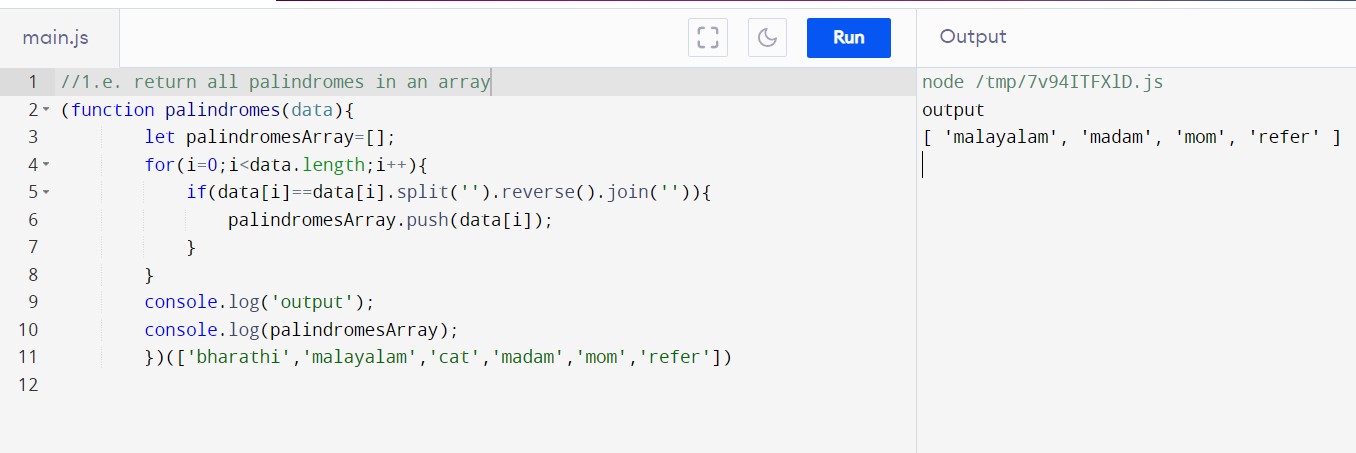 main.js
Run
Output
1 //1.e. return all palindromes in an array
2 (function palindromes(data){
3 let palindromesArray=[];
4 for(i=0;i<data.length;i++){
5 if(data[i]==data[i].split('').reverse().join('')){
6 palindromesArray.push(data[i]);
7 }
8 }
9 console.log('output');
10 console.log(palindromesArray);
11 })(['bharathi','malayalam','cat','madam','mom','refer'])
12
node /tmp/7v94ITFXlD.js
output
[ 'malayalam', 'madam', 'mom', 'refer' ]